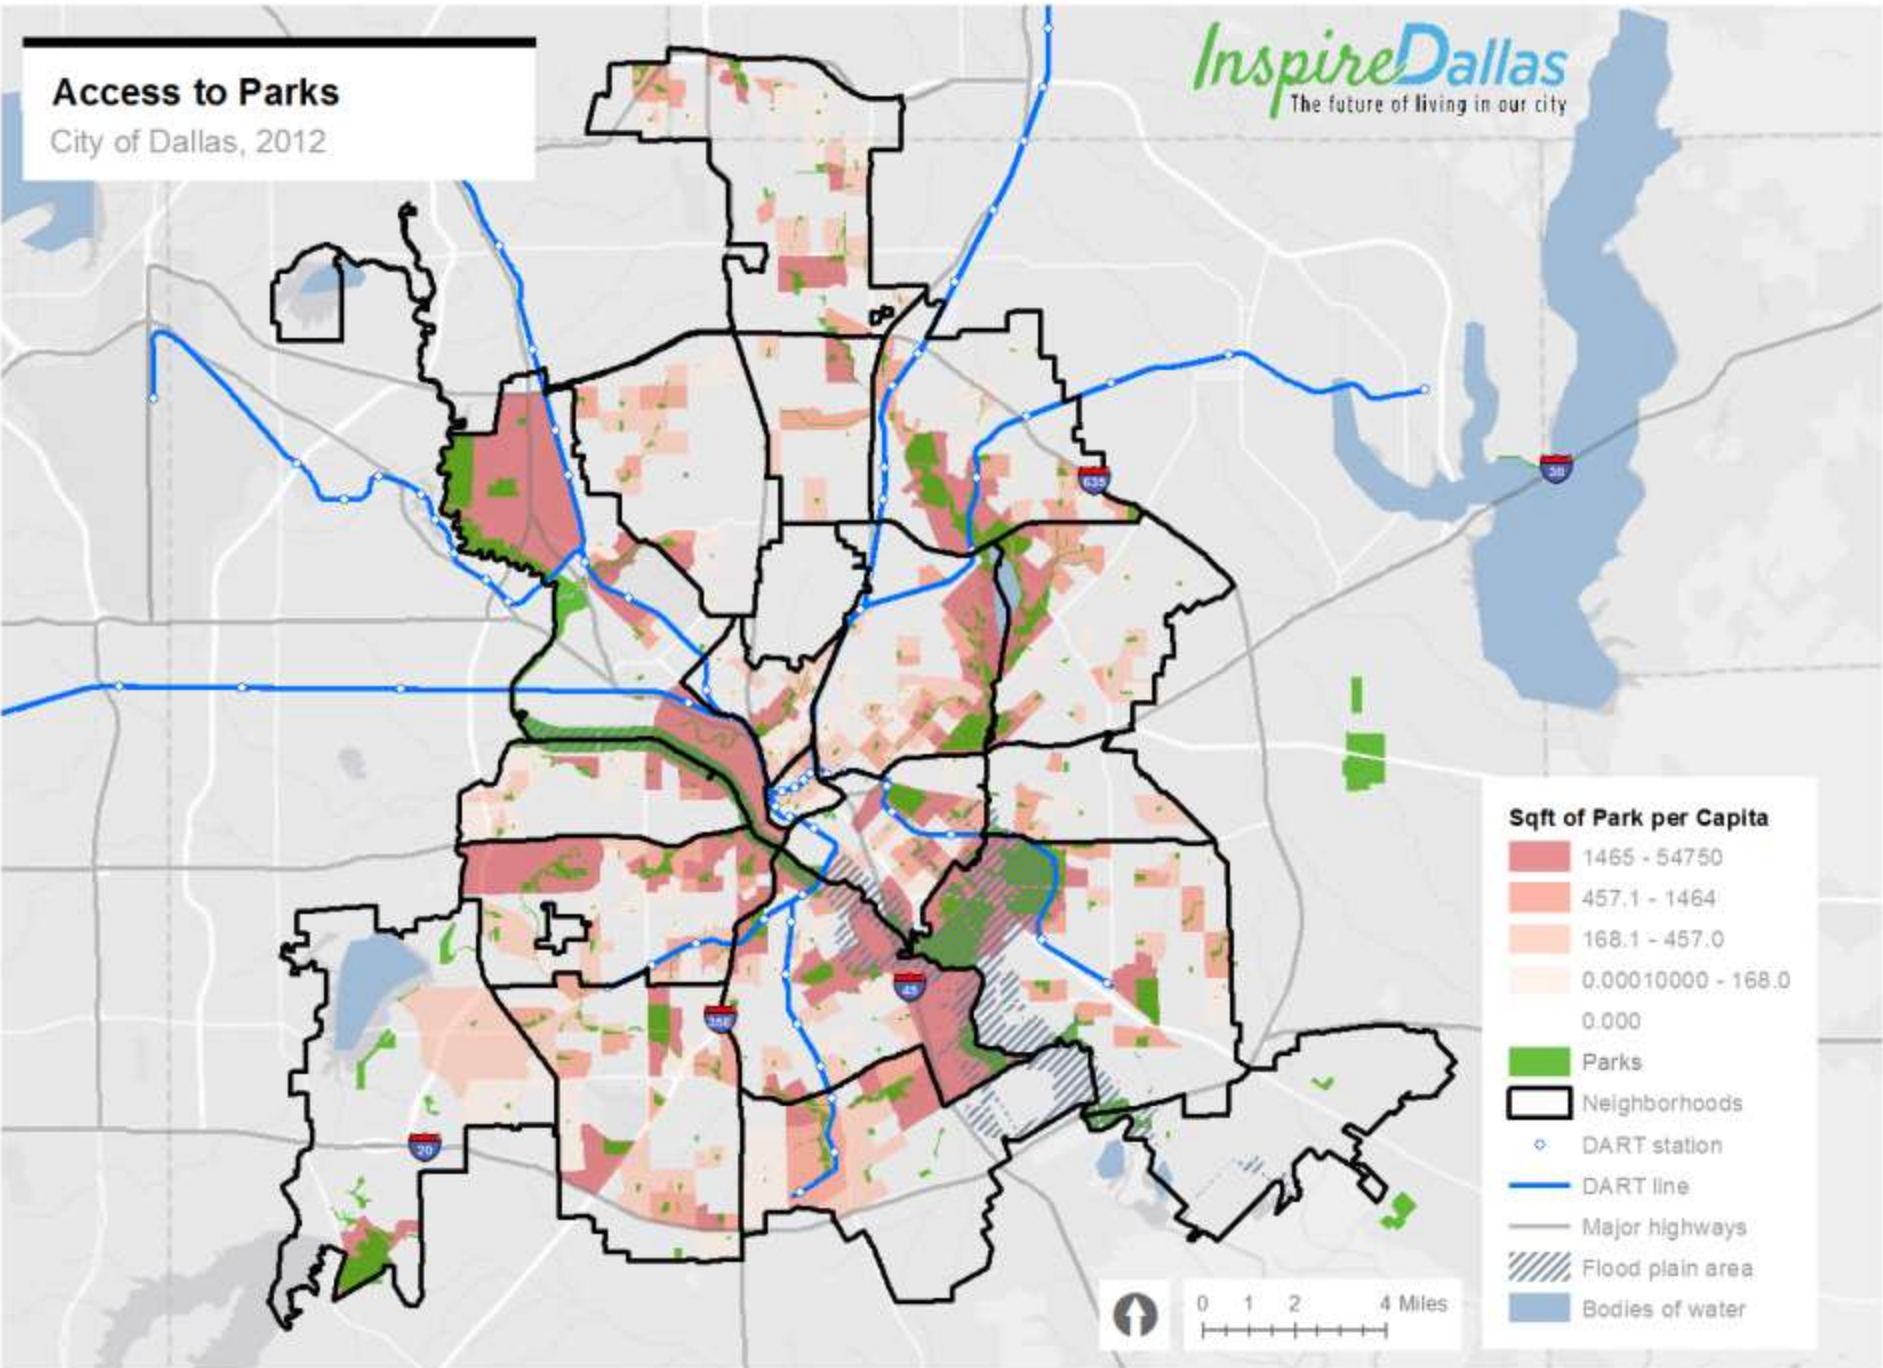 Access to Parks
City of Dallas, 2012
InspireDallas
The future of living in our city
635
30
45
35E
20
Sqft of Park per Capita
1465 - 54750
457.1 - 1464
168.1 - 457.0
0.00010000 - 168.0
0.000
Parks
Neighborhoods
DART station
DART line
Major highways
Flood plain area
Bodies of water
0 1 2 4 Miles